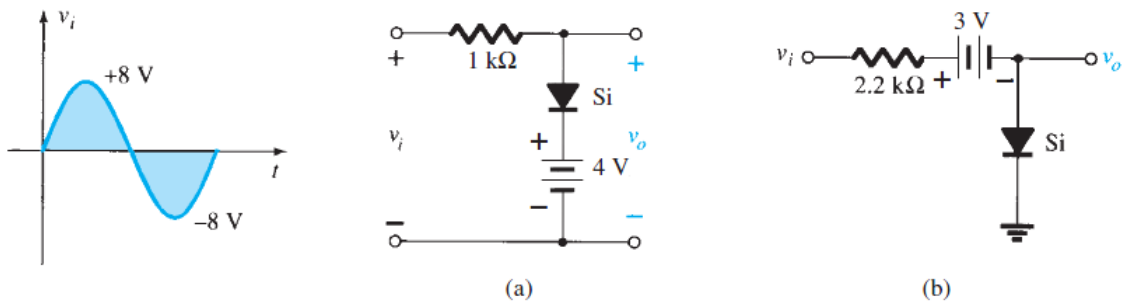 v_i
+8 V
t
–8 V
+
1 kΩ
+
Si
v_i
+
v_o
4 V
–
–
–
(a)
3 V
v_i
v_o
2.2 kΩ
+
–
Si
(b)